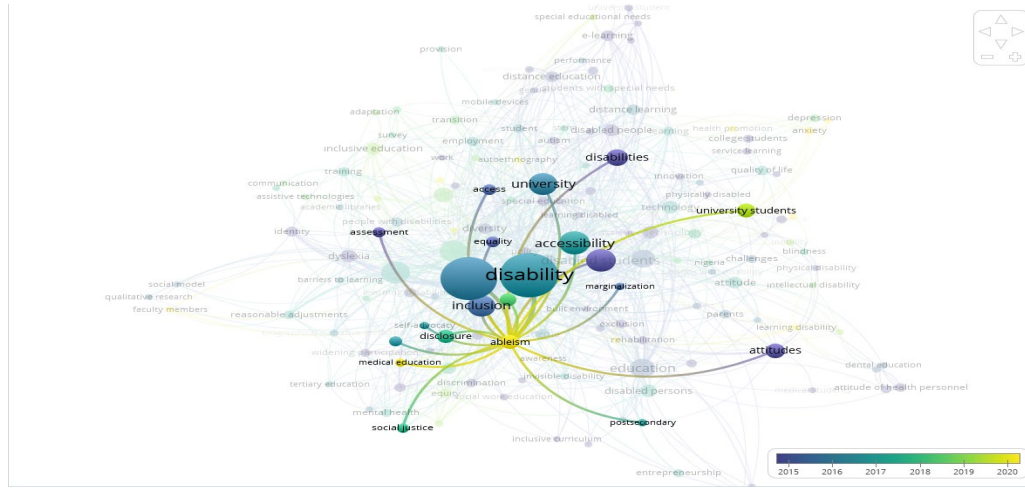 special educational needs
e-learning
provision
performance
distance education
students with special needs
mobile devices
adaptation
distance learning
transition
depression
student
disabled people
health promotion
anxiety
survey
employment
autism
college students
inclusive education
service learning
work
autoethnography
disabilities
training
quality of life
communication
access
university
innovation
assistive technologies
physically disabled
special education
academic libraries
learning disabled
technology
university students
people with disabilities
identity
assessment
diversity
equality
accessibility
blindness
dyslexia
disabled students
nigeria
challenges
physical disability
barriers to learning
disability
social model
marginalization
attitude
intellectual disability
qualitative research
faculty members
inclusion
built environment
parents
reasonable adjustments
self-advocacy
exclusion
learning disability
disclosure
ableism
rehabilitation
widening participation
attitudes
medical education
awareness
education
dental education
invisible disability
tertiary education
discrimination
disabled persons
attitude of health personnel
equity
social work education
mental health
social justice
postsecondary
inclusive curriculum
entrepreneurship
2015 2016 2017 2018 2019 2020